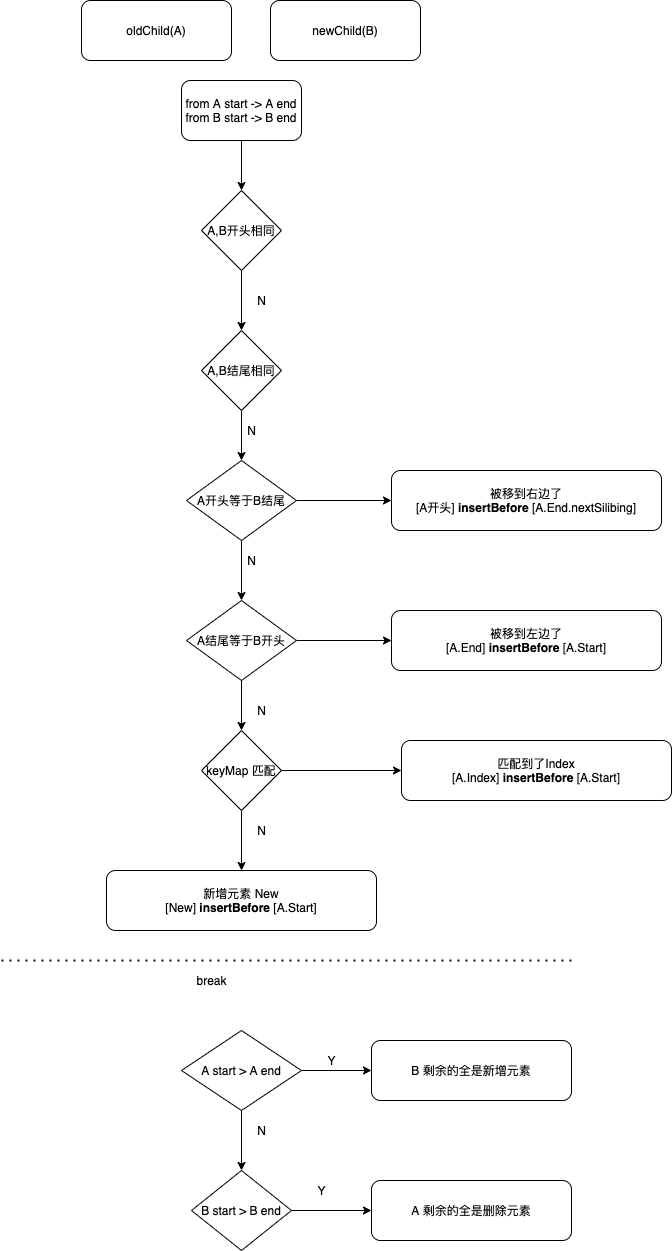 oldChild(A)
newChild(B)
from A start -> A end
from B start -> B end
A,B开头相同
N
A,B结尾相同
N
A开头等于B结尾
被移到右边了
[A开头] insertBefore [A.End.nextSilibing]
N
A结尾等于B开头
被移到左边了
[A.End] insertBefore [A.Start]
N
keyMap 匹配
匹配到了Index
[A.Index] insertBefore [A.Start]
N
新增元素 New
[New] insertBefore [A.Start]
break
A start > A end
Y
B 剩余的全是新增元素
N
B start > B end
Y
A 剩余的全是删除元素